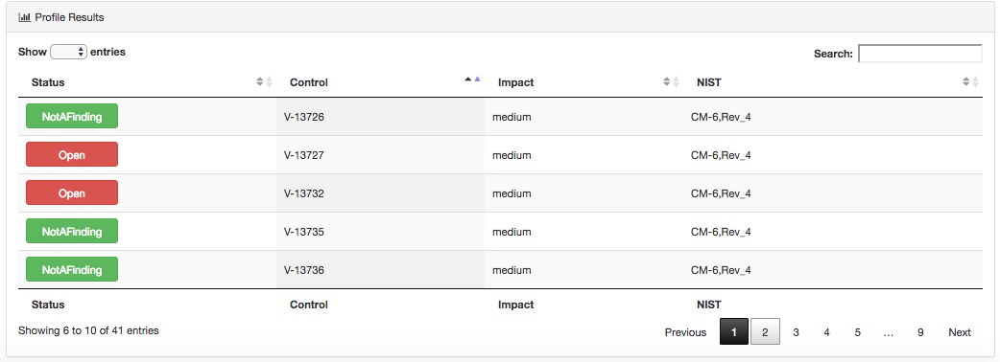 Profile Results
Show entries Search:
Status Control Impact NIST
NotAFinding V-13726 medium CM-6,Rev_4
Open V-13727 medium CM-6,Rev_4
Open V-13732 medium CM-6,Rev_4
NotAFinding V-13735 medium CM-6,Rev_4
NotAFinding V-13736 medium CM-6,Rev_4
Status Control Impact NIST
Showing 6 to 10 of 41 entries Previous 1 2 3 4 5 … 9 Next